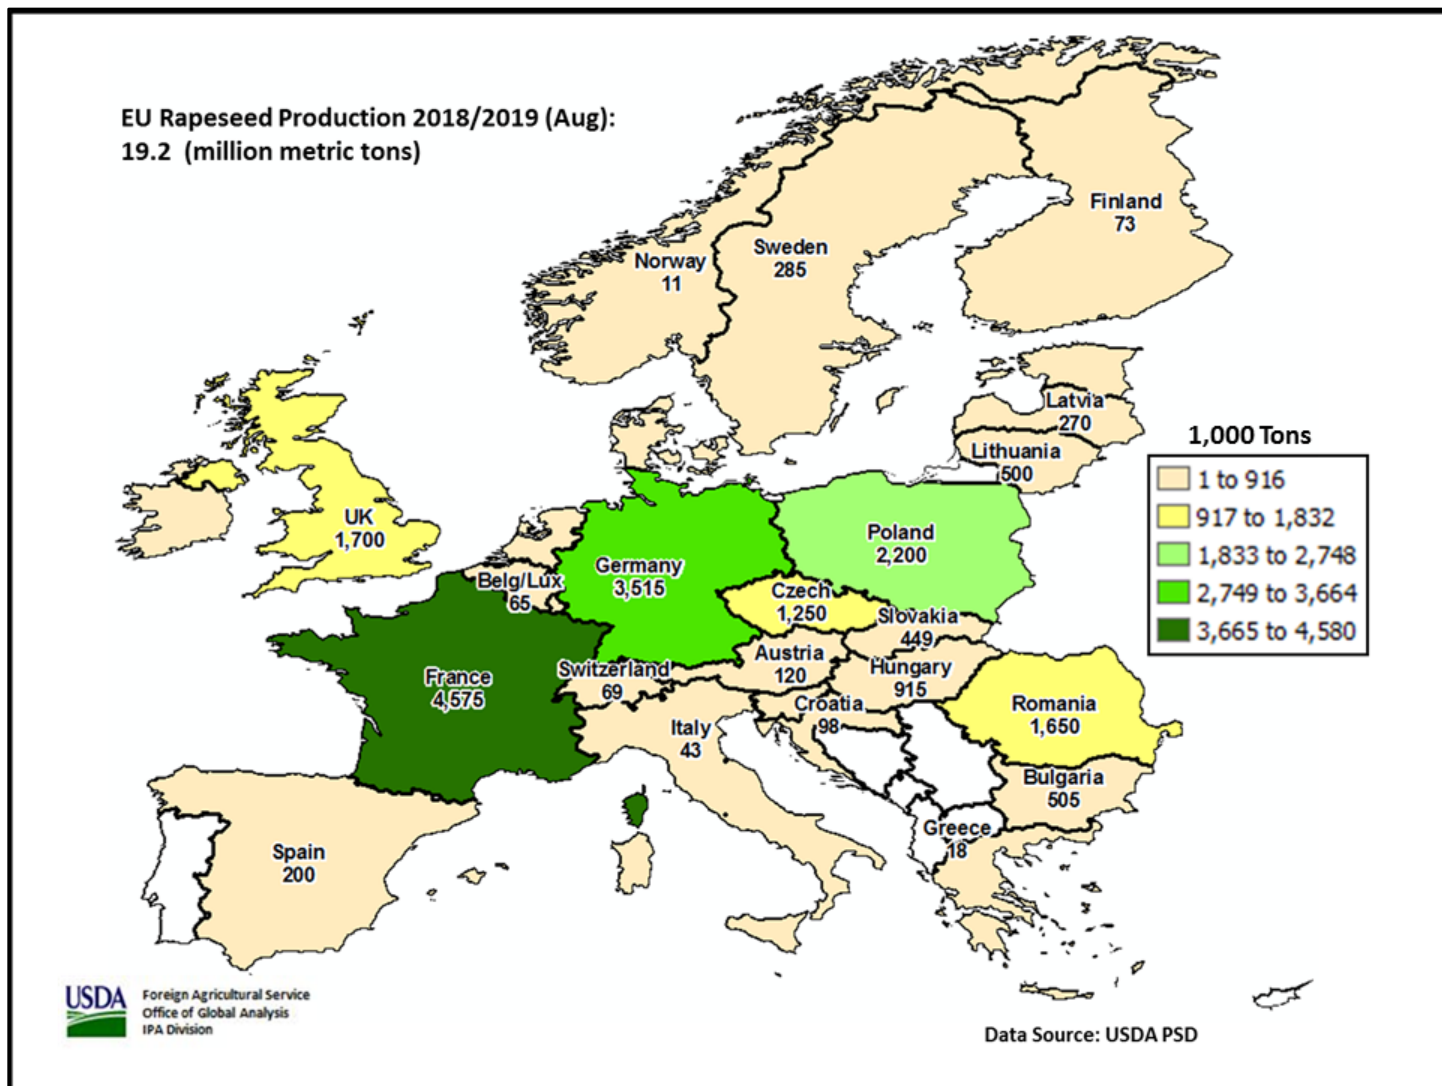 EU Rapeseed Production 2018/2019 (Aug):
19.2 (million metric tons)
Finland
73
Sweden
285
Norway
11
Latvia
270
Lithuania
500
1,000 Tons
1 to 916
917 to 1,832
1,833 to 2,748
2,749 to 3,664
3,665 to 4,580
UK
1,700
Poland
2,200
Germany
3,515
Belg/Lux
65
Czech
1,250
Slovakia
449
Austria
120
Hungary
915
Switzerland
69
France
4,575
Croatia
98
Romania
1,650
Italy
43
Bulgaria
505
Greece
18
Spain
200
USDA
Foreign Agricultural Service
Office of Global Analysis
IPA Division
Data Source: USDA PSD